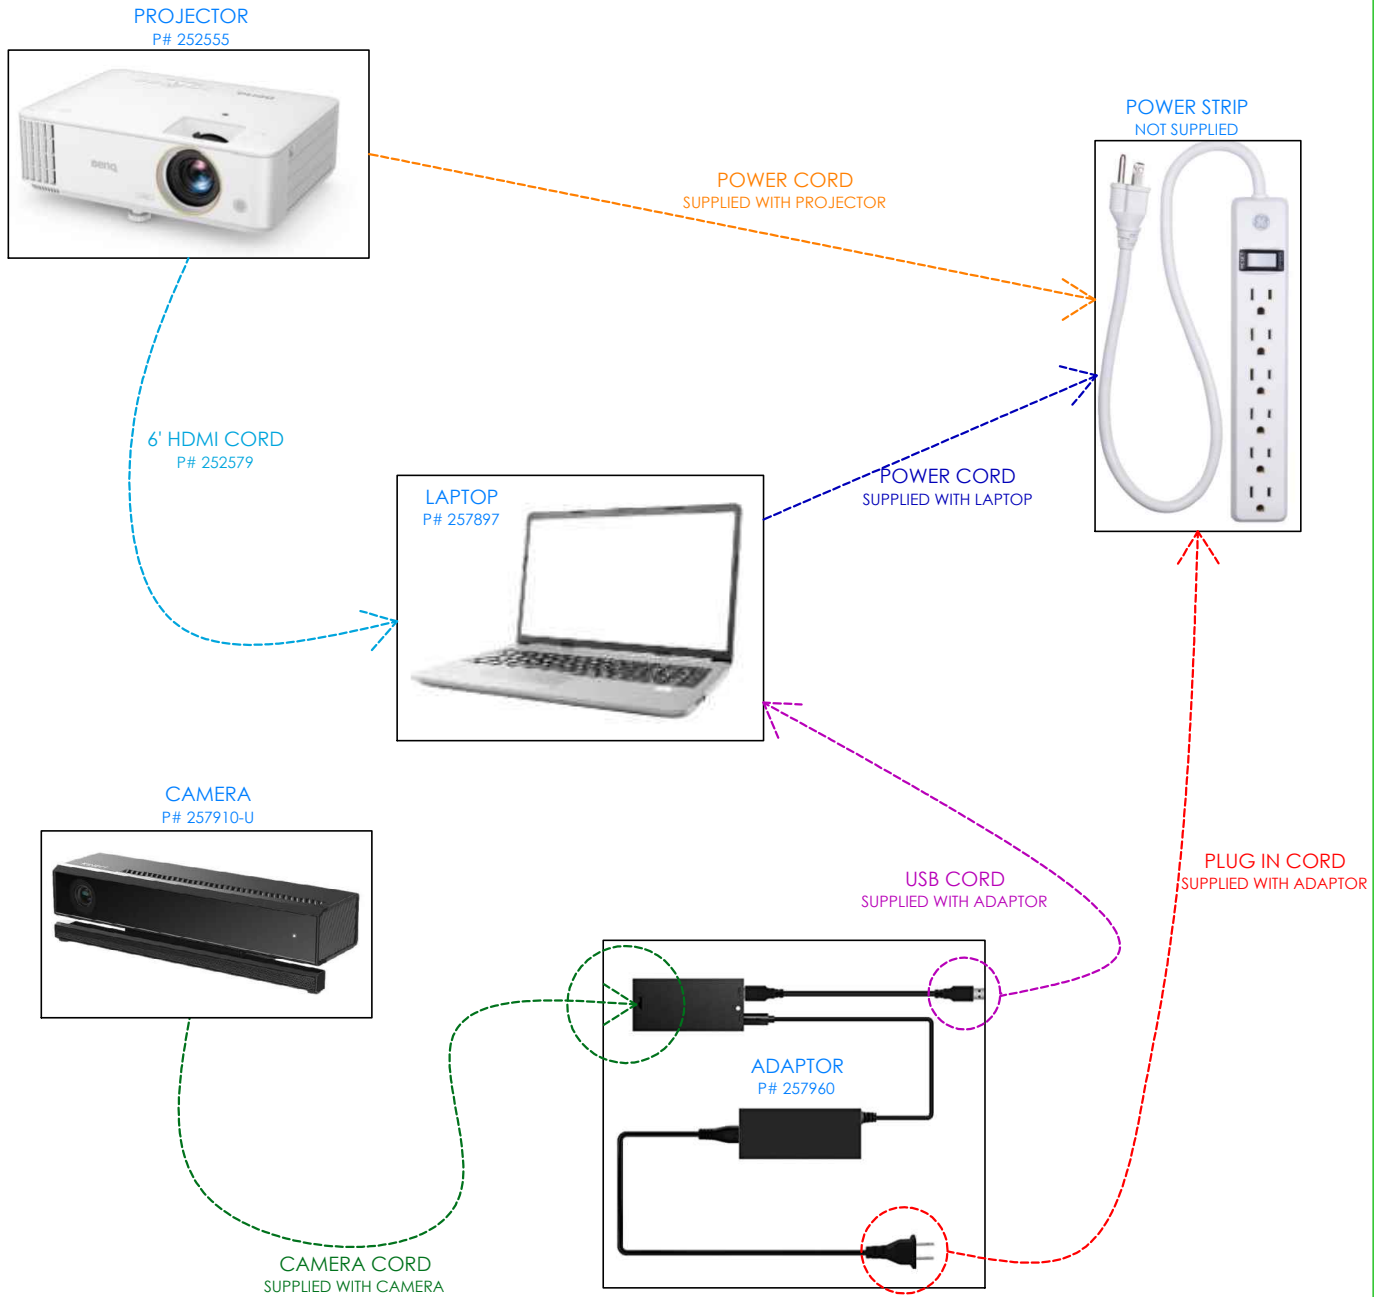 PROJECTOR
P# 252555
BenQ
POWER STRIP
NOT SUPPLIED
POWER CORD
SUPPLIED WITH PROJECTOR
6' HDMI CORD
P# 252579
LAPTOP
P# 257897
POWER CORD
SUPPLIED WITH LAPTOP
CAMERA
P# 257910-U
USB CORD
SUPPLIED WITH ADAPTOR
PLUG IN CORD
SUPPLIED WITH ADAPTOR
ADAPTOR
P# 257960
CAMERA CORD
SUPPLIED WITH CAMERA